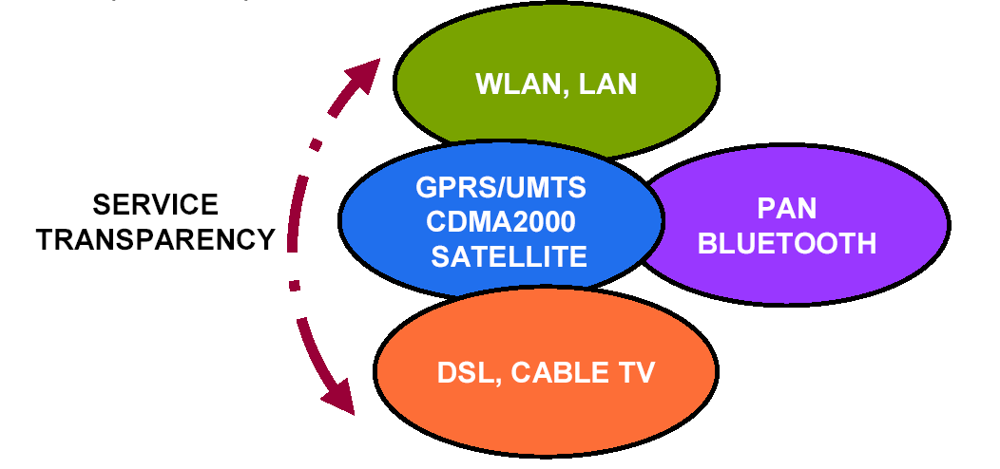 WLAN, LAN
GPRS/UMTS
CDMA2000
SATELLITE
SERVICE
TRANSPARENCY
PAN
BLUETOOTH
DSL, CABLE TV